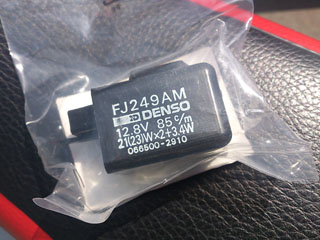 FJ249AM
DENSO
12.8V 85c/m
21(23)W×2+3.4W
066500-2910